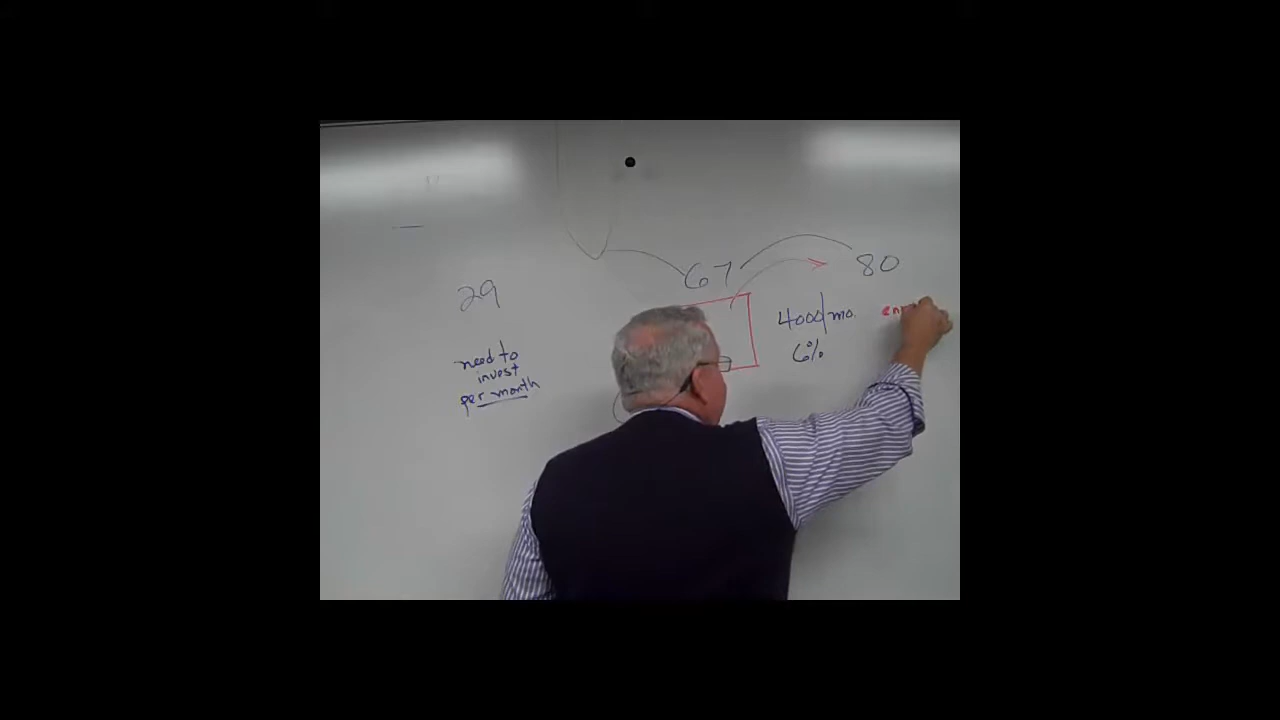 67
80
29
4000/mo.
6%
need to
invest
per month